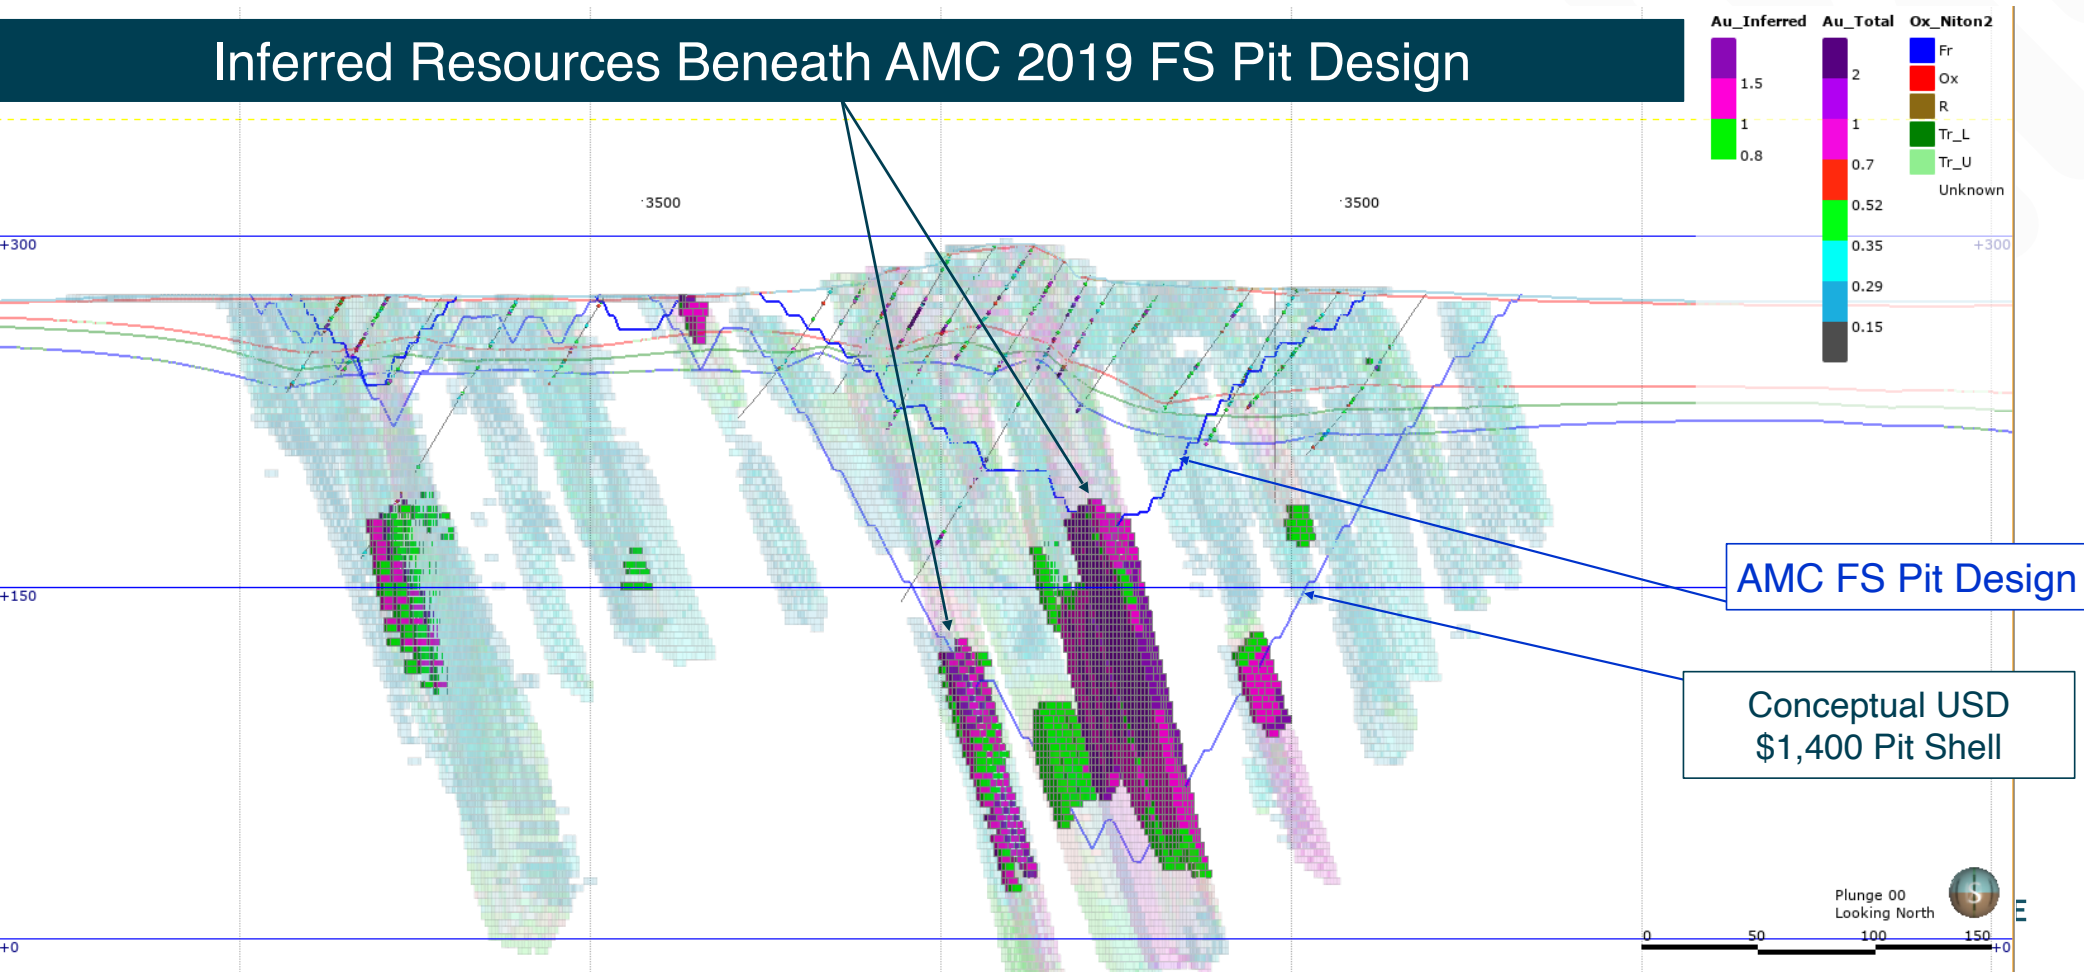 Inferred Resources Beneath AMC 2019 FS Pit Design
Au_Inferred
1.5
1
0.8
Au_Total
2
1
0.7
0.52
0.35
0.29
0.15
Ox_Niton2
Fr
Ox
R
Tr_L
Tr_U
Unknown
3500
3500
+300
+300
+150
AMC FS Pit Design
Conceptual USD
$1,400 Pit Shell
Plunge 00
Looking North
S
E
0
50
100
150
+0
+0